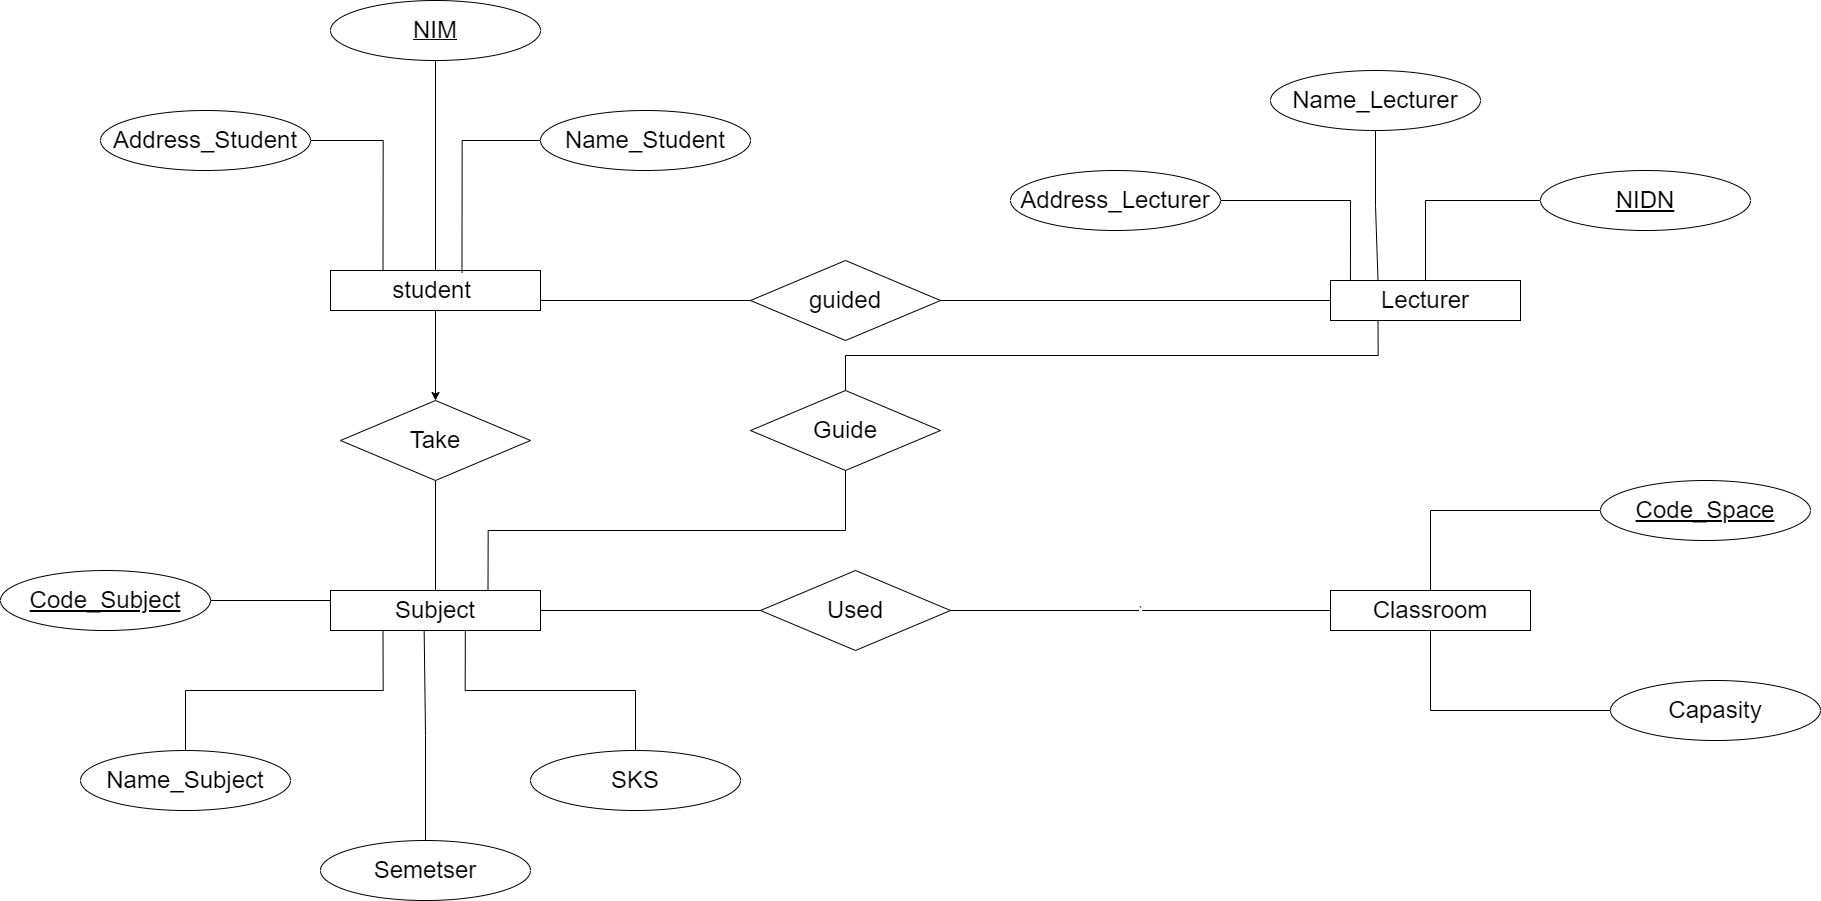 NIM
Name_Lecturer
Address_Student
Name_Student
Address_Lecturer
NIDN
student
guided
Lecturer
Take
Guide
Code_Space
Code_Subject
Subject
Used
Classroom
Capasity
Name_Subject
SKS
Semetser